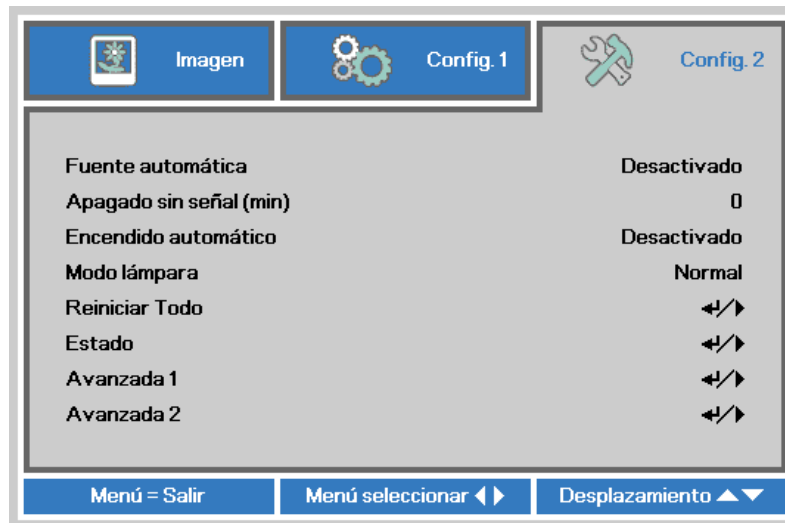 Imagen Config. 1 Config. 2
Fuente automática Desactivado
Apagado sin señal (min) 0
Encendido automático Desactivado
Modo lámpara Normal
Reiniciar Todo
Estado
Avanzada 1
Avanzada 2
Menú = Salir Menú seleccionar Desplazamiento